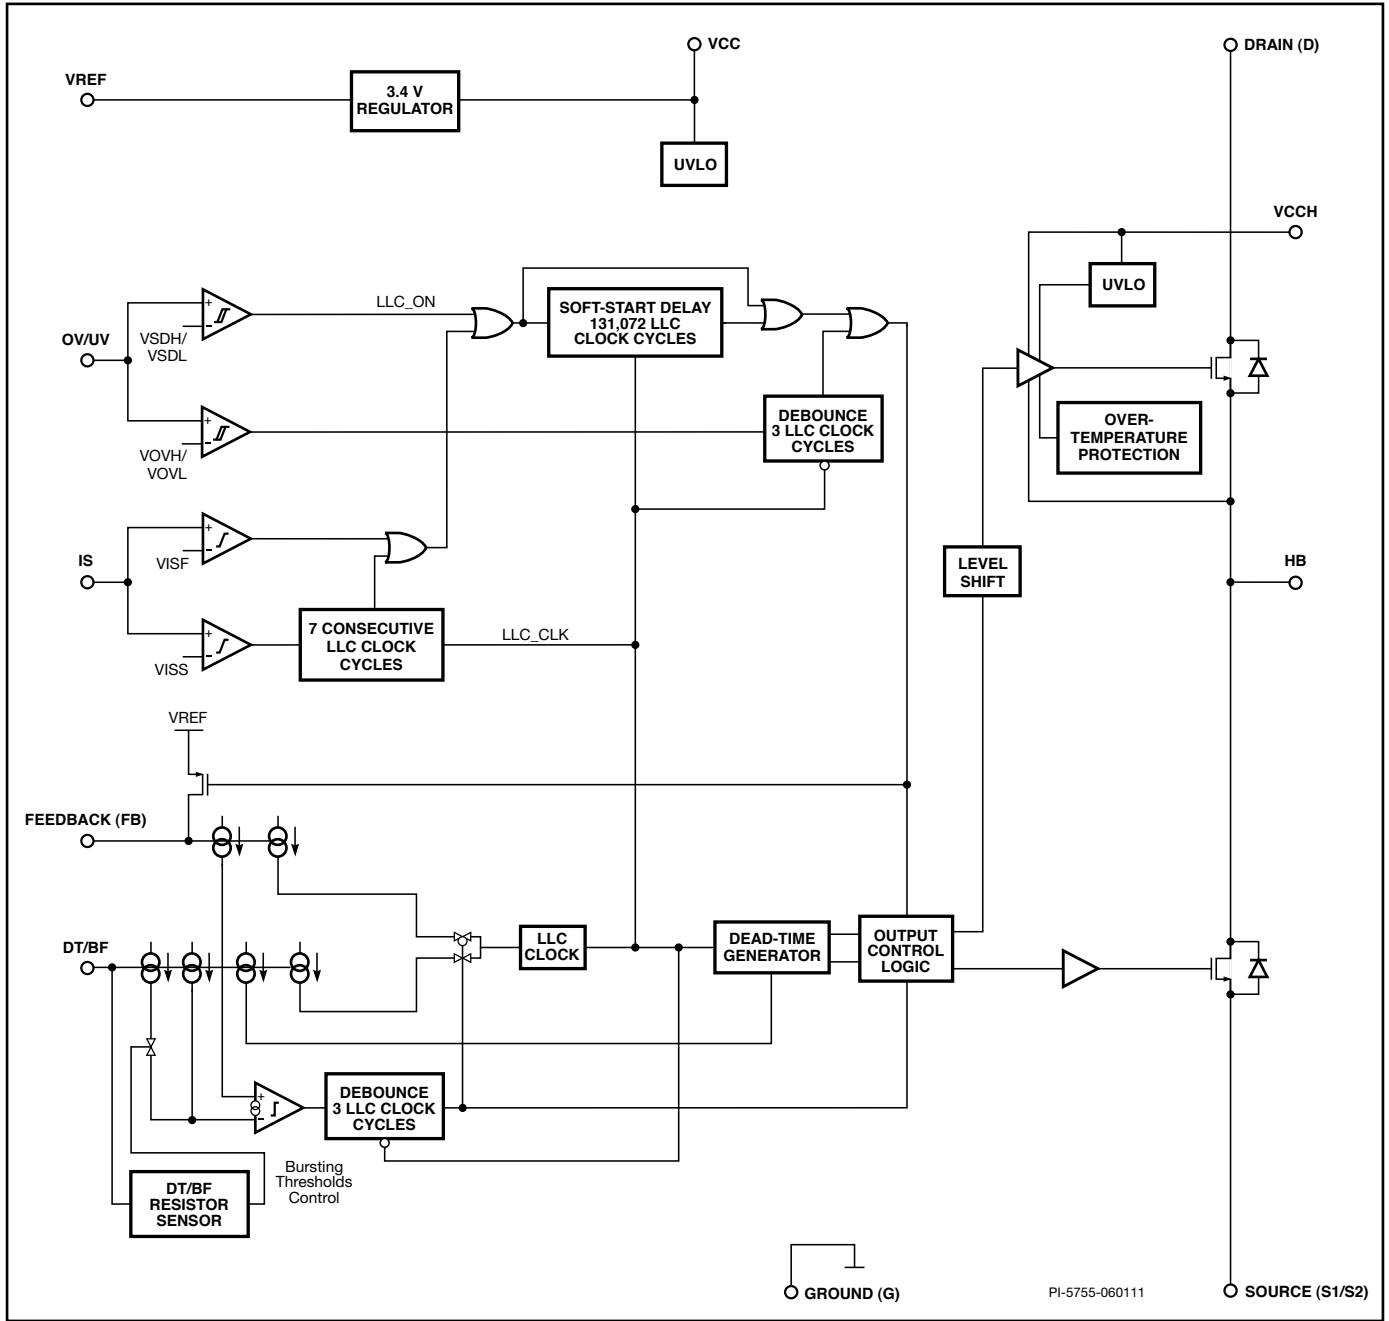 VCC
DRAIN (D)
VREF
3.4 V
REGULATOR
UVLO
VCCH
UVLO
LLC_ON
SOFT-START DELAY
131,072 LLC
CLOCK CYCLES
+
-
VSDH/
VSDL
OV/UV
DEBOUNCE
3 LLC CLOCK
CYCLES
+
-
VOVH/
VOVL
OVER-
TEMPERATURE
PROTECTION
+
-
VISF
IS
LEVEL
SHIFT
HB
7 CONSECUTIVE
LLC CLOCK
CYCLES
LLC_CLK
+
-
VISS
VREF
FEEDBACK (FB)
DT/BF
LLC
CLOCK
DEAD-TIME
GENERATOR
OUTPUT
CONTROL
LOGIC
+
-
DEBOUNCE
3 LLC CLOCK
CYCLES
Bursting
Thresholds
Control
DT/BF
RESISTOR
SENSOR
GROUND (G)
PI-5755-060111
SOURCE (S1/S2)